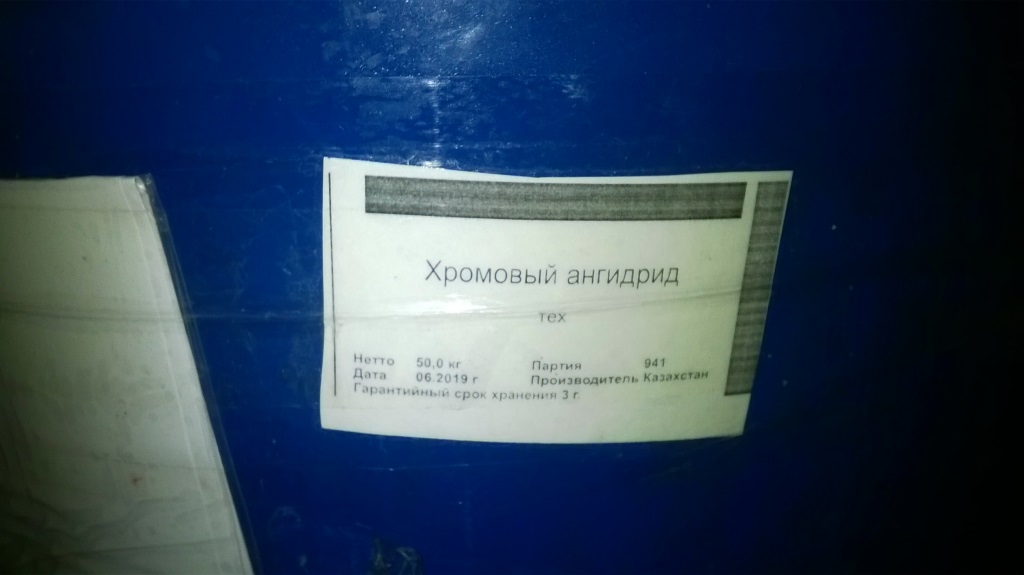 Хромовый ангидрид
тех
Нетто 50,0 кг Партия 941
Дата 06.2019 г Производитель Казахстан
Гарантийный срок хранения 3 г.